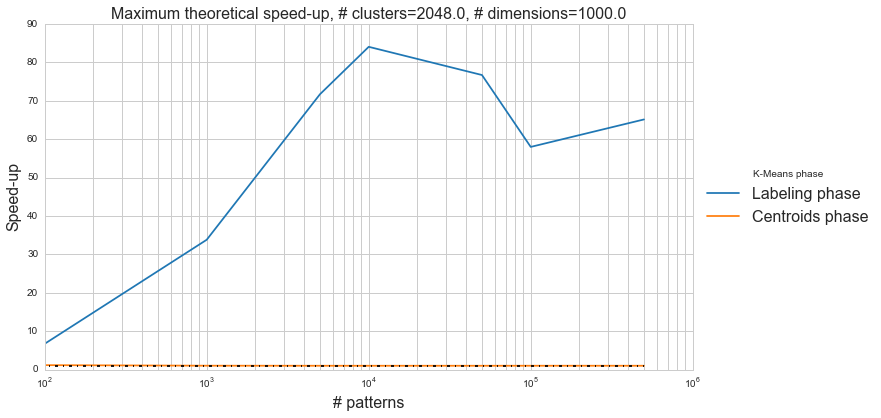 Maximum theoretical speed-up, # clusters=2048.0, # dimensions=1000.0
90
80
70
60
50
40
30
20
10
0
Speed-up
10^2
10^3
10^4
10^5
10^6
# patterns
K-Means phase
Labeling phase
Centroids phase